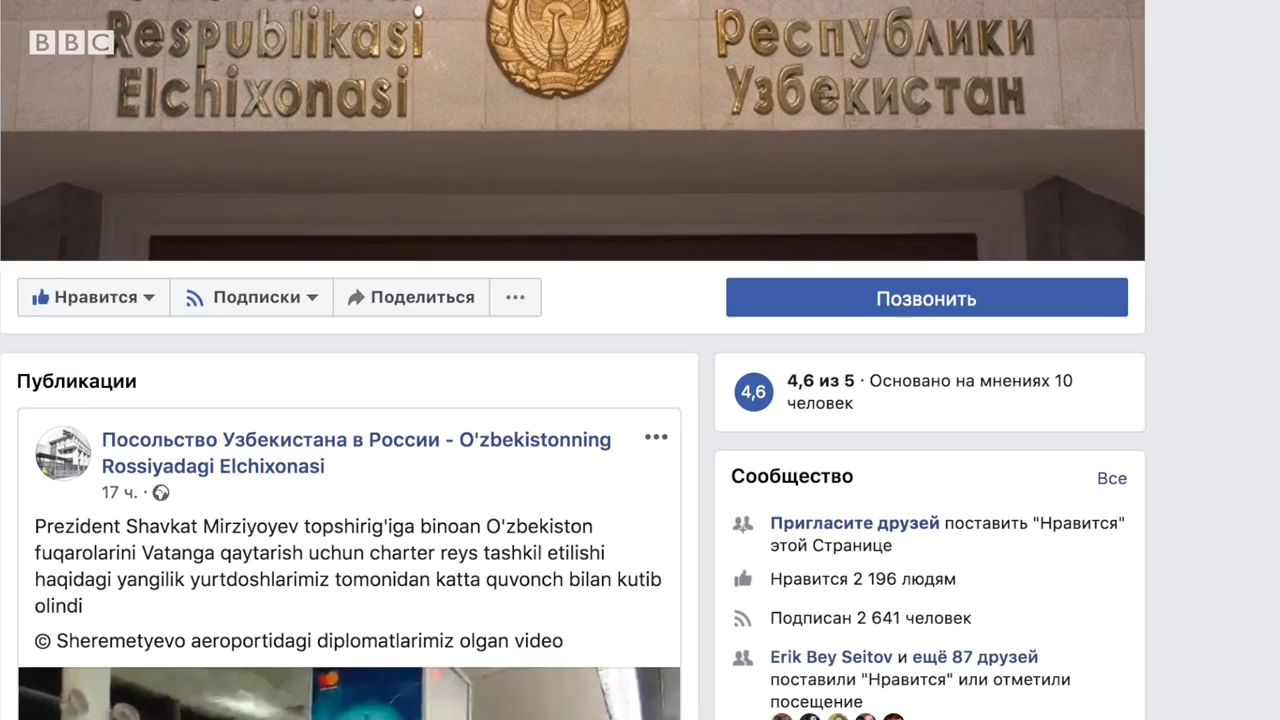 BBC
Respublikasi
Elchixonasi
Республики
Узбекистан
Нравится
Подписки
Поделиться
Позвонить
Публикации
Посольство Узбекистана в России - O'zbekistonning
Rossiyadagi Elchixonasi
17 ч.
Prezident Shavkat Mirziyoyev topshirig'iga binoan O'zbekiston
fuqarolarini Vatanga qaytarish uchun charter reys tashkil etilishi
haqidagi yangilik yurtdoshlarimiz tomonidan katta quvonch bilan kutib
olindi
© Sheremetyevo aeroportidagi diplomatlarimiz olgan video
4,6
4,6 из 5 · Основано на мнениях 10
человек
Сообщество
Все
Пригласите друзей поставить "Нравится"
этой Странице
Нравится 2 196 людям
Подписан 2 641 человек
Erik Bey Seitov и ещё 87 друзей
поставили "Нравится" или отметили
посещение